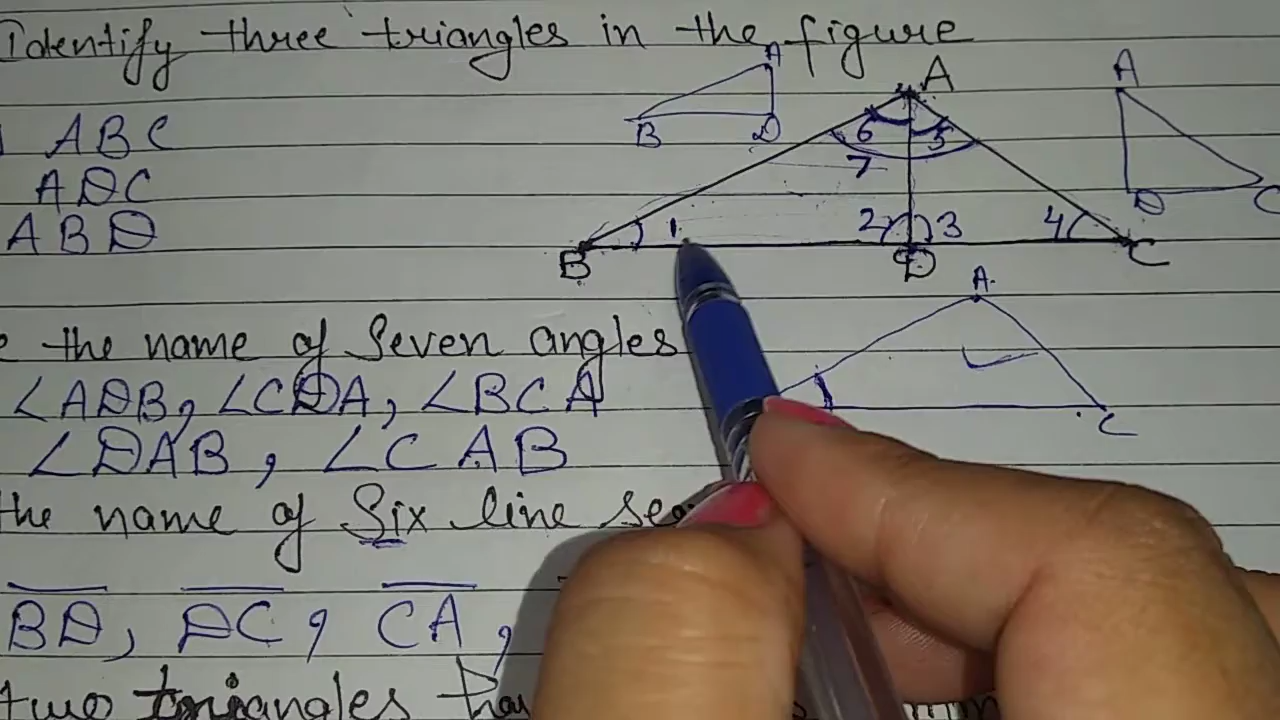 Identify three triangles in the figure
A
B
D
A
A
ABC
6
5
7
ADC
D
C
ABD
1
2
3
4
B
D
C
A
the name of Seven angles
∠ADB, ∠CDA, ∠BCA
C
∠DAB, ∠CAB
the name of Six line
BD, DC, CA,
two triangles